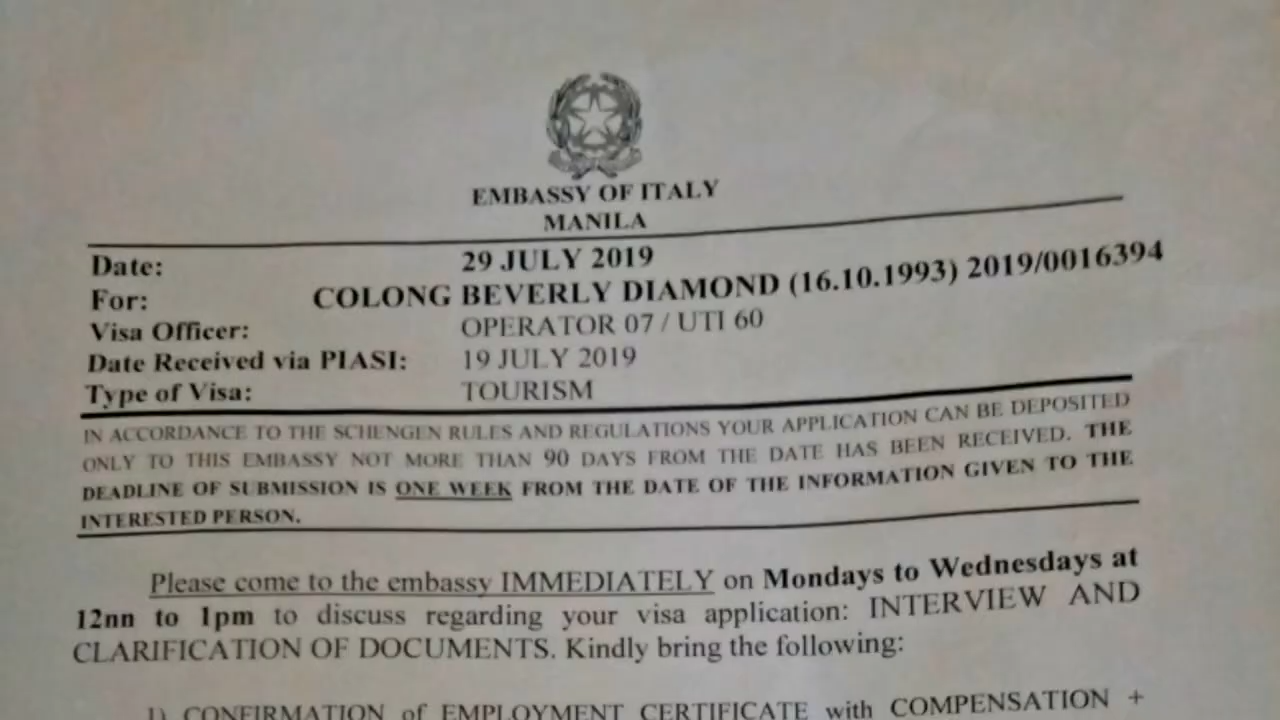 EMBASSY OF ITALY
MANILA
Date: 29 JULY 2019
For: COLONG BEVERLY DIAMOND (16.10.1993) 2019/0016394
Visa Officer: OPERATOR 07 / UTI 60
Date Received via PIASI: 19 JULY 2019
Type of Visa: TOURISM
IN ACCORDANCE TO THE SCHENGEN RULES AND REGULATIONS YOUR APPLICATION CAN BE DEPOSITED
ONLY TO THIS EMBASSY NOT MORE THAN 90 DAYS FROM THE DATE HAS BEEN RECEIVED. THE
DEADLINE OF SUBMISSION IS ONE WEEK FROM THE DATE OF THE INFORMATION GIVEN TO THE
INTERESTED PERSON.
Please come to the embassy IMMEDIATELY on Mondays to Wednesdays at
12nn to 1pm to discuss regarding your visa application: INTERVIEW AND
CLARIFICATION OF DOCUMENTS. Kindly bring the following:
1) CONFIRMATION of EMPLOYMENT CERTIFICATE with COMPENSATION +